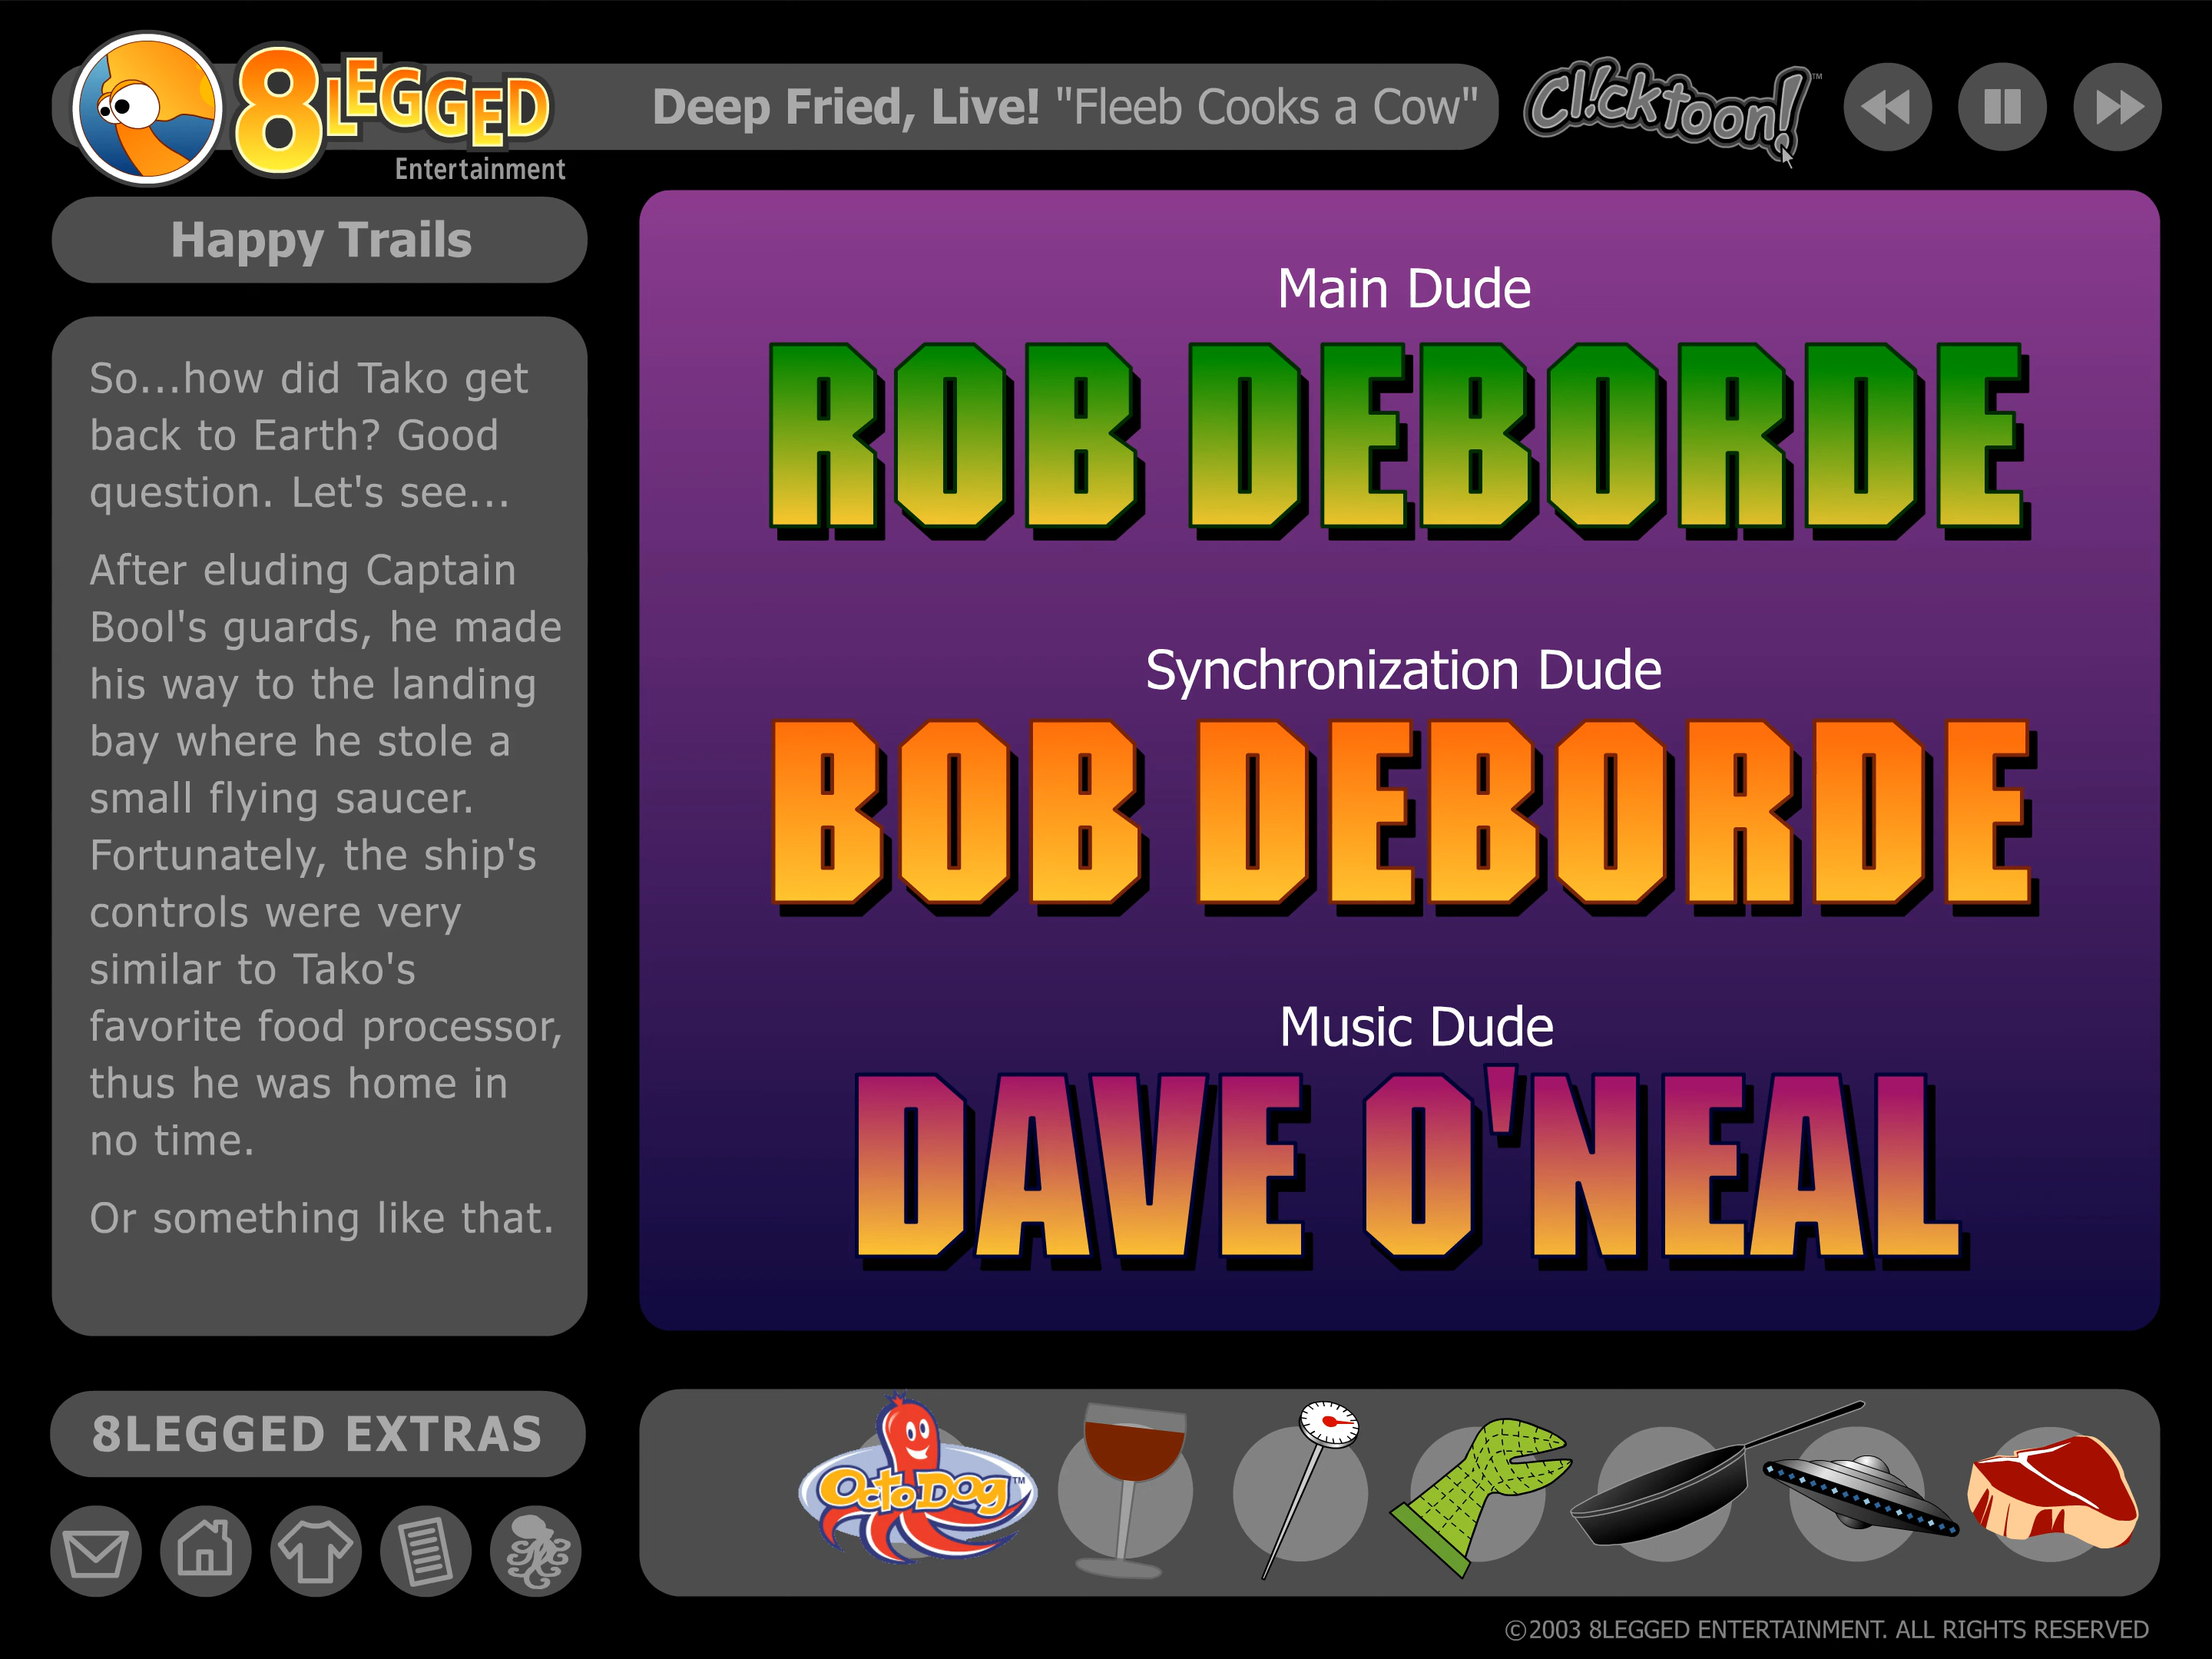 8LEGGED
Entertainment
Deep Fried, Live! "Fleeb Cooks a Cow"
Cl!cktoon!™
Happy Trails
So...how did Tako get
back to Earth? Good
question. Let's see...
After eluding Captain
Bool's guards, he made
his way to the landing
bay where he stole a
small flying saucer.
Fortunately, the ship's
controls were very
similar to Tako's
favorite food processor,
thus he was home in
no time.
Or something like that.
Main Dude
ROB DEBORDE
Synchronization Dude
BOB DEBORDE
Music Dude
DAVE O'NEAL
8LEGGED EXTRAS
OctoDog™
©2003 8LEGGED ENTERTAINMENT. ALL RIGHTS RESERVED